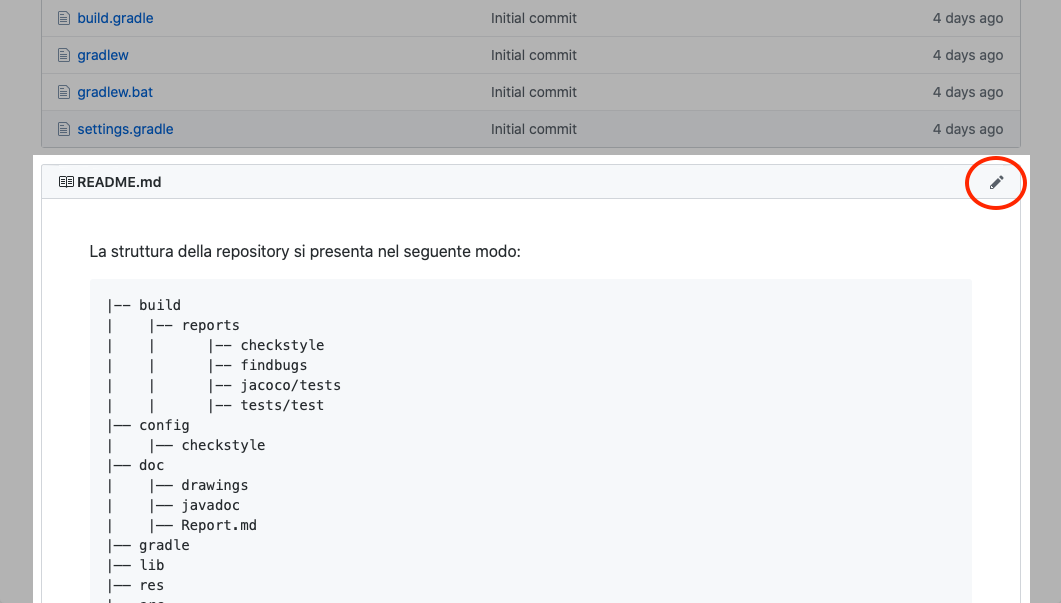 build.gradle Initial commit 4 days ago
gradlew Initial commit 4 days ago
gradlew.bat Initial commit 4 days ago
settings.gradle Initial commit 4 days ago
README.md
La struttura della repository si presenta nel seguente modo:
|-- build
|    |-- reports
|    |      |-- checkstyle
|    |      |-- findbugs
|    |      |-- jacoco/tests
|    |      |-- tests/test
|-- config
|    |-- checkstyle
|-- doc
|    |-- drawings
|    |-- javadoc
|    |-- Report.md
|-- gradle
|-- lib
|-- res